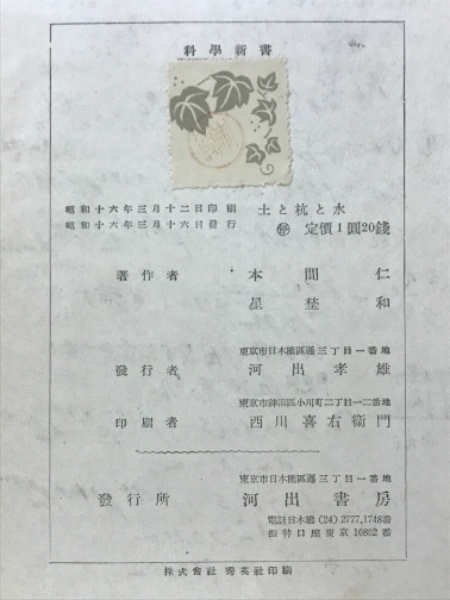 科學新書
昭和十六年三月十二日印刷 土と杭と水
昭和十六年三月十六日發行 定價1圓20錢
著作者 本間仁
星埜和
東京市日本橋區通三丁目一番地
發行者 河出孝雄
東京市神田區小川町二丁目一二番地
印刷者 西川喜右衞門
東京市日本橋區通三丁目一番地
發行所 河出書房
電話日本橋(24)2777,1748番
振替口座東京10802番
株式會社 秀英社印刷